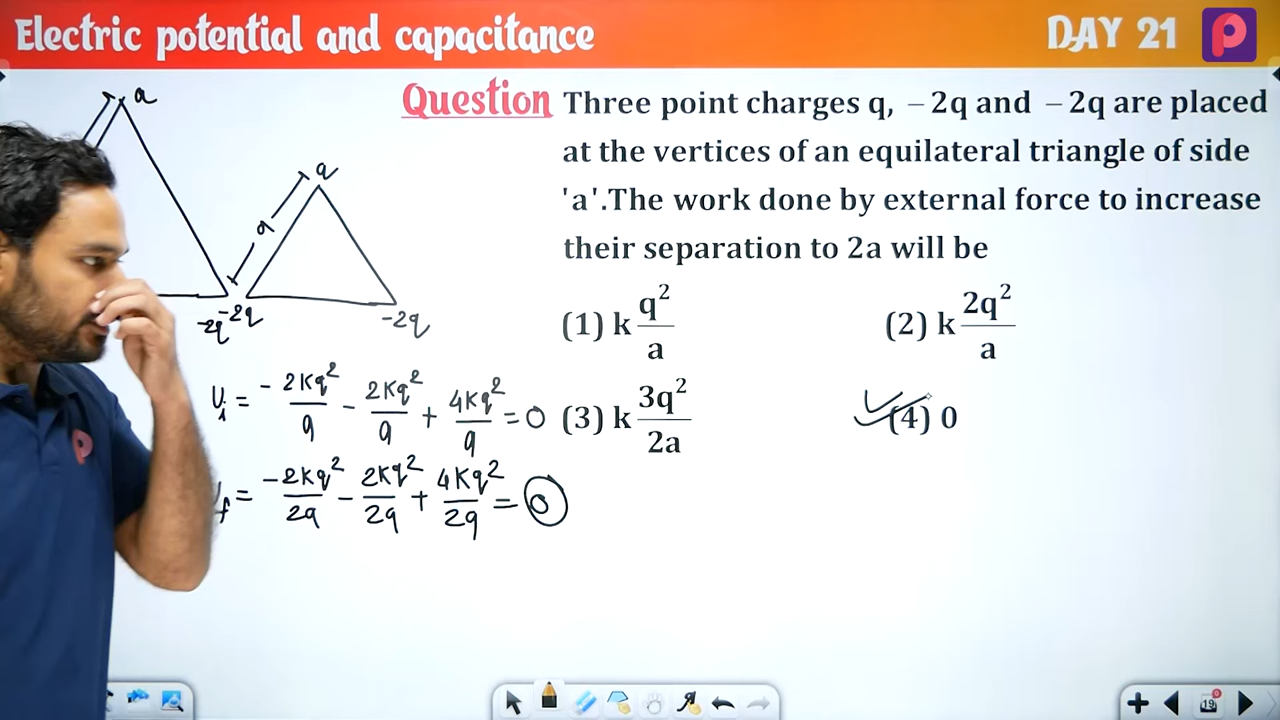 Electric potential and capacitance
DAY 21
Question Three point charges q, – 2q and – 2q are placed
at the vertices of an equilateral triangle of side
'a'.The work done by external force to increase
their separation to 2a will be
(1) k q²/a
(2) k 2q²/a
(3) k 3q²/2a
(4) 0
q
q
a
-2q
-2q
-2q
Ui = - 2Kq²/a - 2Kq²/a + 4Kq²/a = 0
f = -2Kq²/2a - 2Kq²/2a + 4Kq²/2a = 0
19